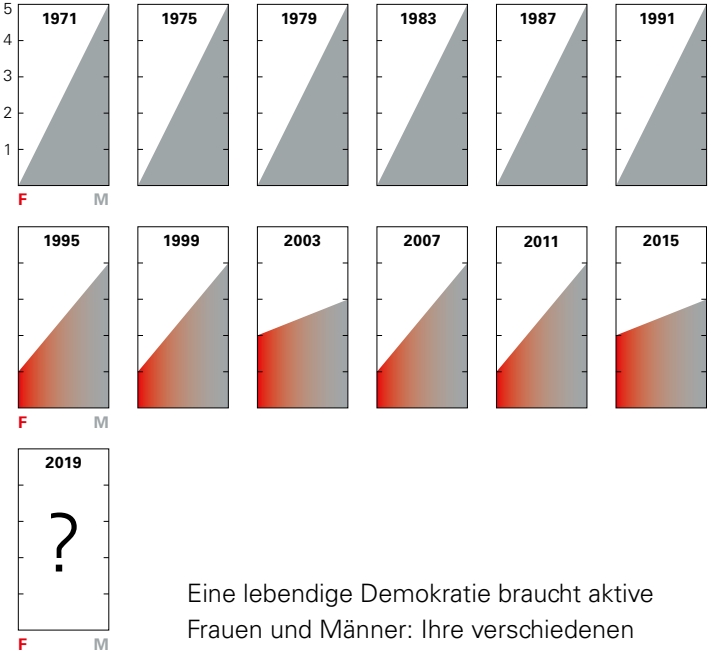 5 1971 1975 1979 1983 1987 1991
4
3
2
1
F M
1995 1999 2003 2007 2011 2015
F M
2019
?
F M
Eine lebendige Demokratie braucht aktive
Frauen und Männer: Ihre verschiedenen